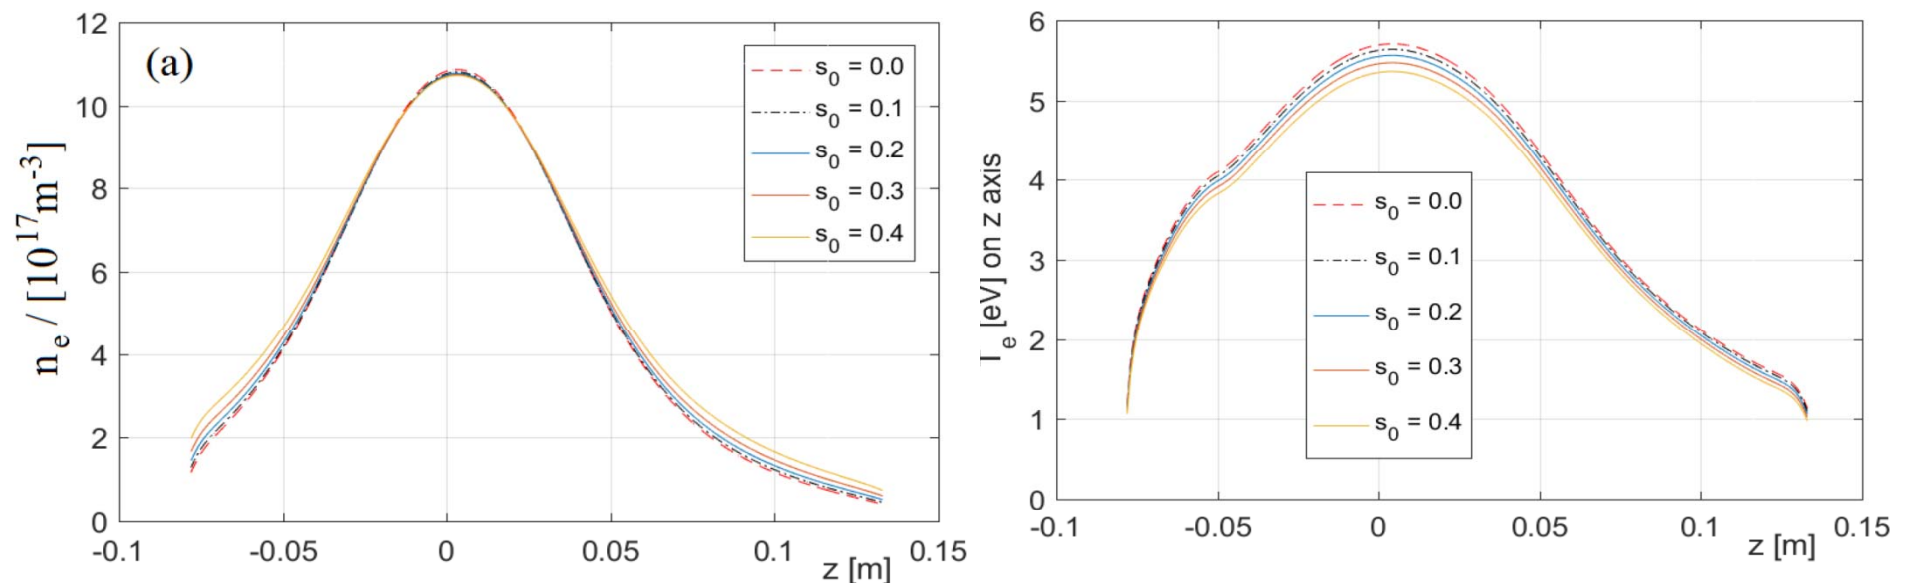 (a)
n_e / [10^17 m^-3]
12
10
8
6
4
2
0
-0.1
-0.05
0
0.05
0.1
0.15
z [m]
s_0 = 0.0
s_0 = 0.1
s_0 = 0.2
s_0 = 0.3
s_0 = 0.4
T_e [eV] on z axis
6
5
4
3
2
1
0
-0.1
-0.05
0
0.05
0.1
0.15
z [m]
s_0 = 0.0
s_0 = 0.1
s_0 = 0.2
s_0 = 0.3
s_0 = 0.4